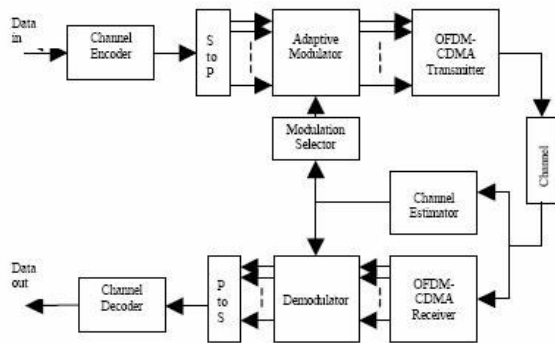 Data
in
Channel
Encoder
S
to
P
Adaptive
Modulator
OFDM-
CDMA
Transmitter
Modulation
Selector
Channel
Channel
Estimator
Data
out
Channel
Decoder
P
to
S
Demodulator
OFDM-
CDMA
Receiver